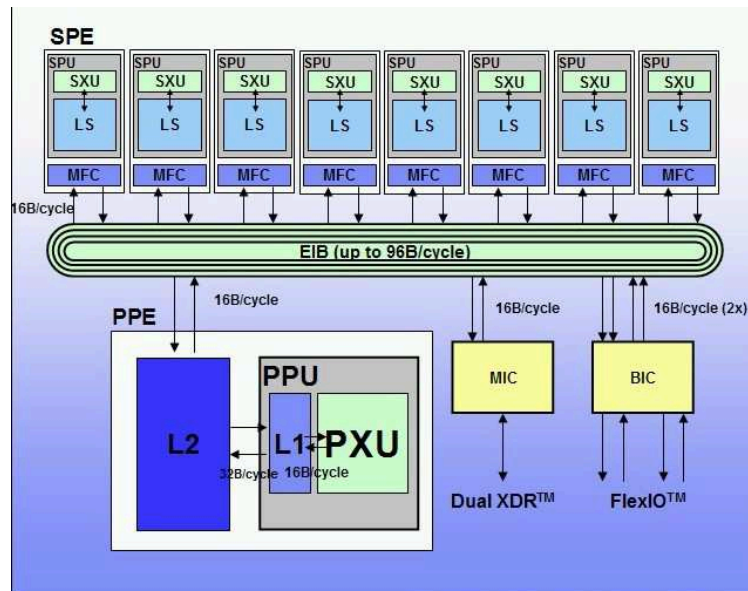 SPE
SPU SPU SPU SPU SPU SPU SPU SPU
SXU SXU SXU SXU SXU SXU SXU SXU
LS LS LS LS LS LS LS LS
MFC MFC MFC MFC MFC MFC MFC MFC
16B/cycle
EIB (up to 96B/cycle)
16B/cycle 16B/cycle 16B/cycle (2x)
PPE
PPU
MIC BIC
L2 L1 PXU
32B/cycle 16B/cycle
Dual XDR™ FlexIO™